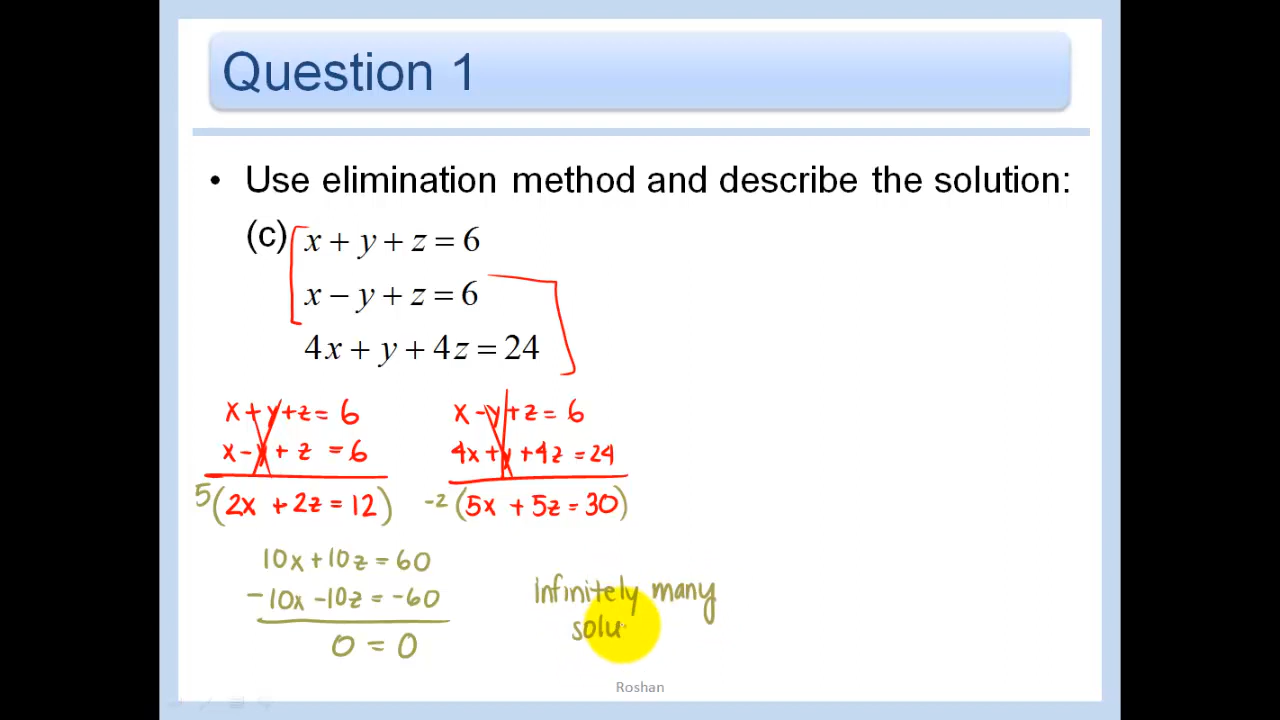 Question 1
• Use elimination method and describe the solution:
(c) x + y + z = 6
x − y + z = 6
4x + y + 4z = 24
x + y + z = 6
x - y + z = 6
5(2x + 2z = 12)
x - y + z = 6
4x + y + 4z = 24
-2(5x + 5z = 30)
10x + 10z = 60
-10x - 10z = -60
0 = 0
Infinitely many
solu
Roshan